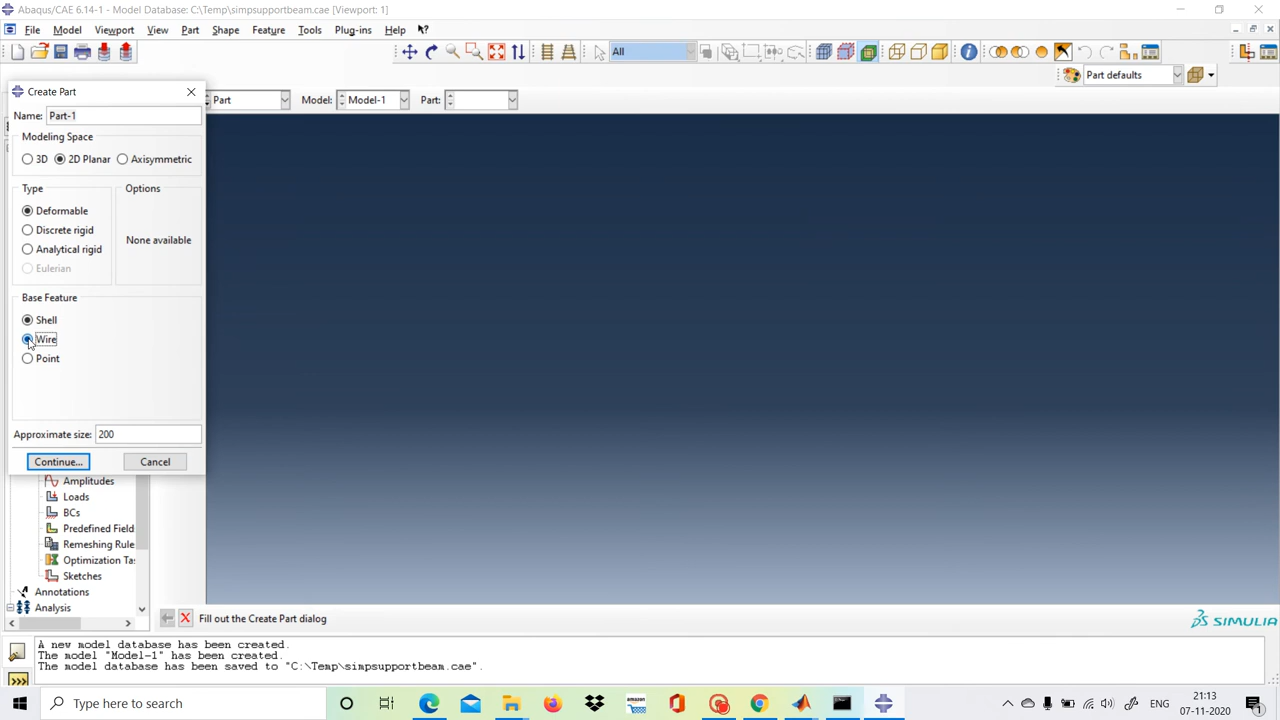 Abaqus/CAE 6.14-1 - Model Database: C:\Temp\simpsupportbeam.cae [Viewport: 1]
File Model Viewport View Part Shape Feature Tools Plug-ins Help
All
Part defaults
Create Part
Part Model: Model-1 Part:
Name: Part-1
Modeling Space
3D 2D Planar Axisymmetric
Type Options
Deformable
Discrete rigid
None available
Analytical rigid
Eulerian
Base Feature
Shell
Wire
Point
Approximate size: 200
Continue... Cancel
Amplitudes
Loads
BCs
Predefined Field
Remeshing Rule
Optimization Ta
Sketches
Annotations
Analysis
Fill out the Create Part dialog
SIMULIA
A new model database has been created.
The model "Model-1" has been created.
The model database has been saved to "C:\Temp\simpsupportbeam.cae".
Type here to search
amazon
ENG
21:13
07-11-2020
1